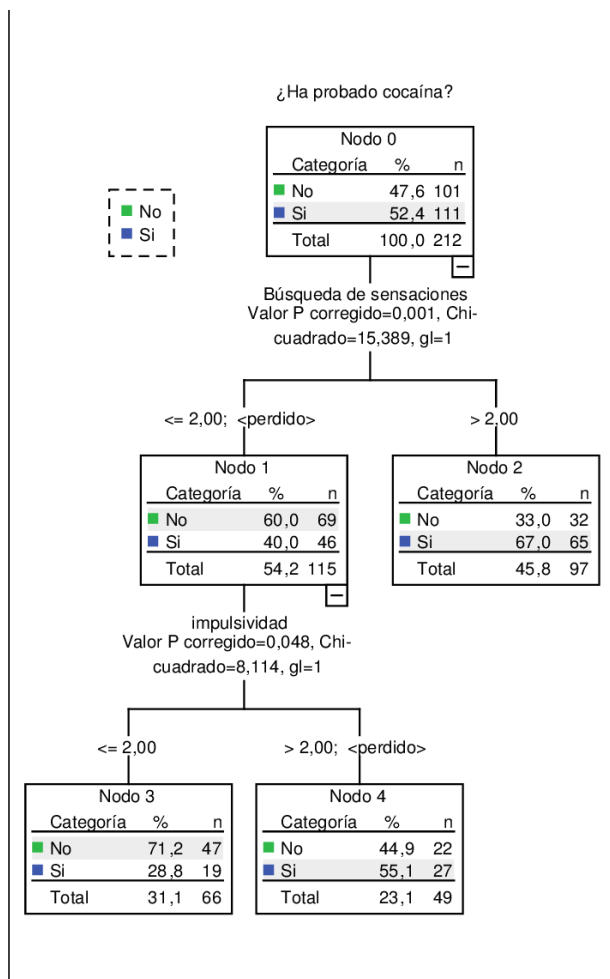 ¿Ha probado cocaína?
Nodo 0
Categoría % n
No 47,6 101
Si 52,4 111
Total 100,0 212
No
Si
Búsqueda de sensaciones
Valor P corregido=0,001, Chi-
cuadrado=15,389, gl=1
<= 2,00; <perdido>
> 2,00
Nodo 1
Categoría % n
No 60,0 69
Si 40,0 46
Total 54,2 115
Nodo 2
Categoría % n
No 33,0 32
Si 67,0 65
Total 45,8 97
impulsividad
Valor P corregido=0,048, Chi-
cuadrado=8,114, gl=1
<= 2,00
> 2,00; <perdido>
Nodo 3
Categoría % n
No 71,2 47
Si 28,8 19
Total 31,1 66
Nodo 4
Categoría % n
No 44,9 22
Si 55,1 27
Total 23,1 49